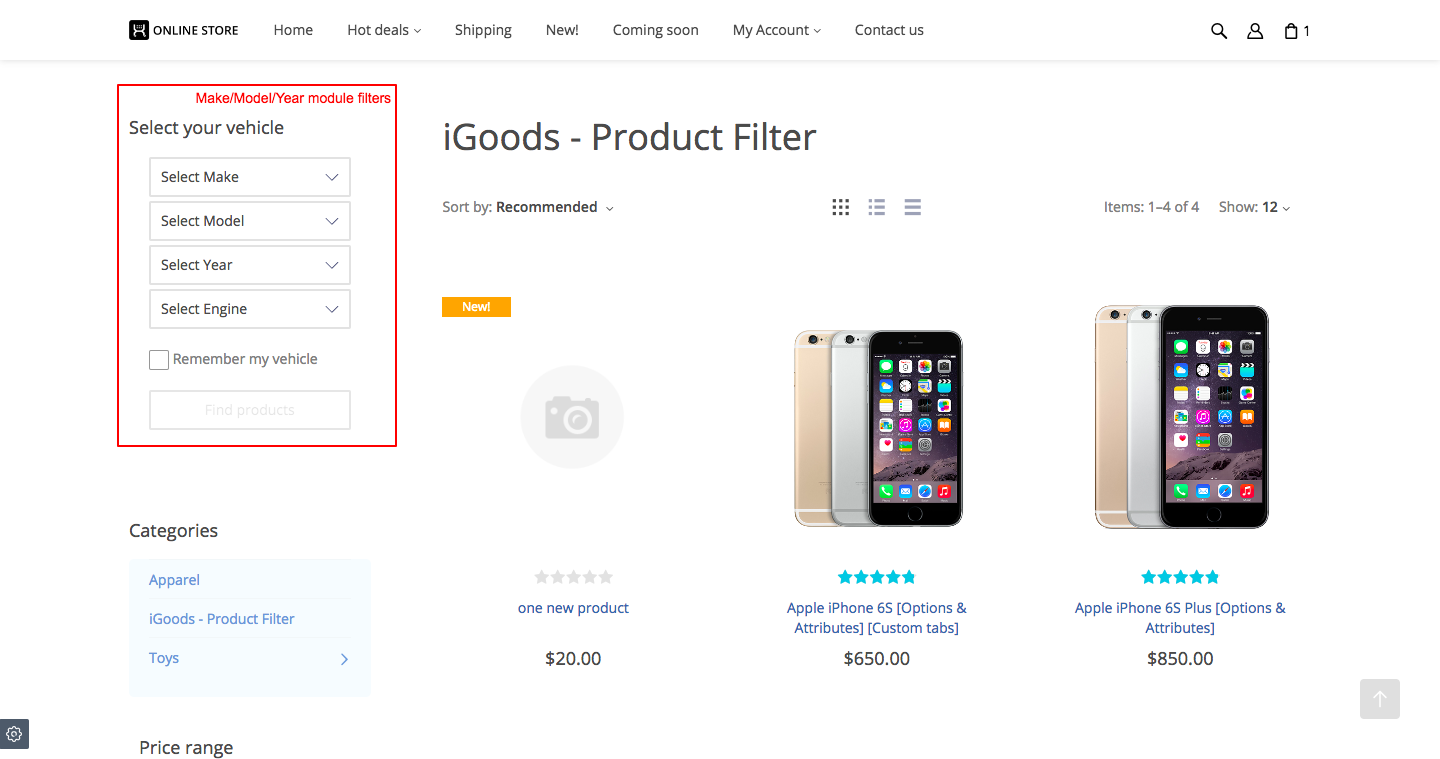 ONLINE STORE
Home
Hot deals
Shipping
New!
Coming soon
My Account
Contact us
1
Make/Model/Year module filters
Select your vehicle
Select Make
Select Model
Select Year
Select Engine
Remember my vehicle
Find products
Categories
Apparel
iGoods - Product Filter
Toys
Price range
iGoods - Product Filter
Sort by: Recommended
Items: 1–4 of 4
Show: 12
New!
one new product
$20.00
Apple iPhone 6S [Options &
Attributes] [Custom tabs]
$650.00
Apple iPhone 6S Plus [Options &
Attributes]
$850.00